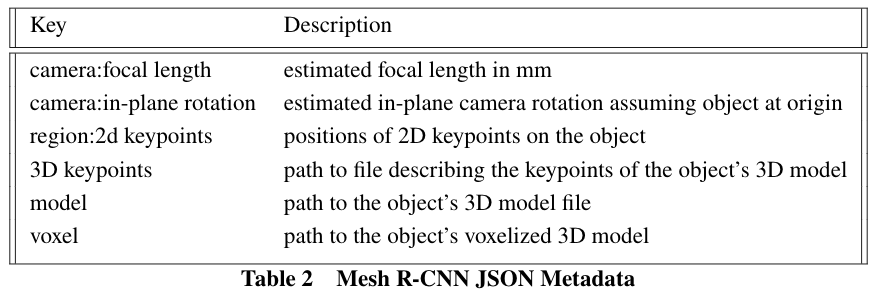 Key Description
camera:focal length estimated focal length in mm
camera:in-plane rotation estimated in-plane camera rotation assuming object at origin
region:2d keypoints positions of 2D keypoints on the object
3D keypoints path to file describing the keypoints of the object's 3D model
model path to the object's 3D model file
voxel path to the object's voxelized 3D model
Table 2 Mesh R-CNN JSON Metadata